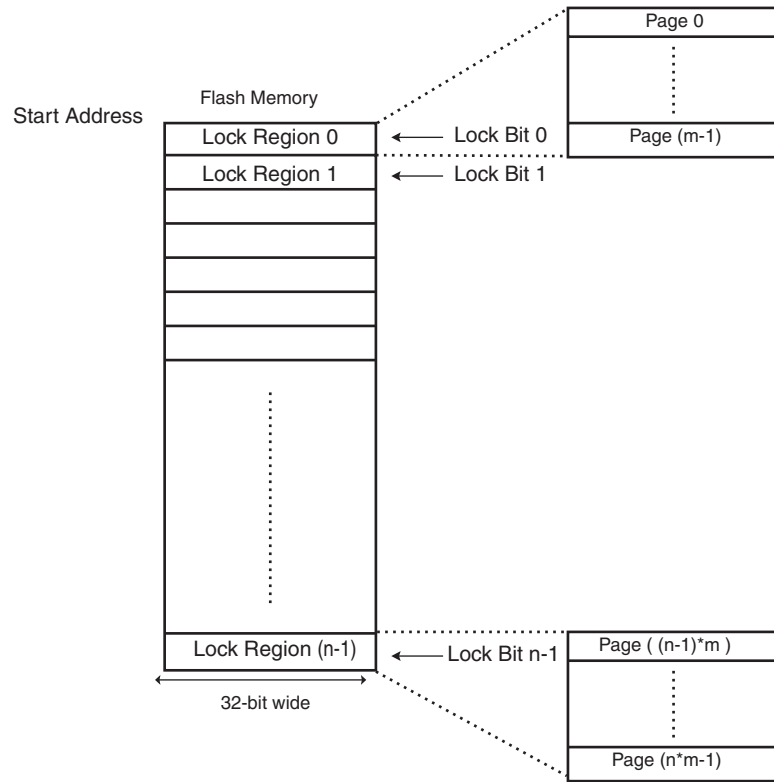 Page 0
Flash Memory
Start Address
Lock Region 0
Lock Bit 0
Page (m-1)
Lock Region 1
Lock Bit 1
Lock Region (n-1)
Lock Bit n-1
Page ( (n-1)*m )
32-bit wide
Page (n*m-1)